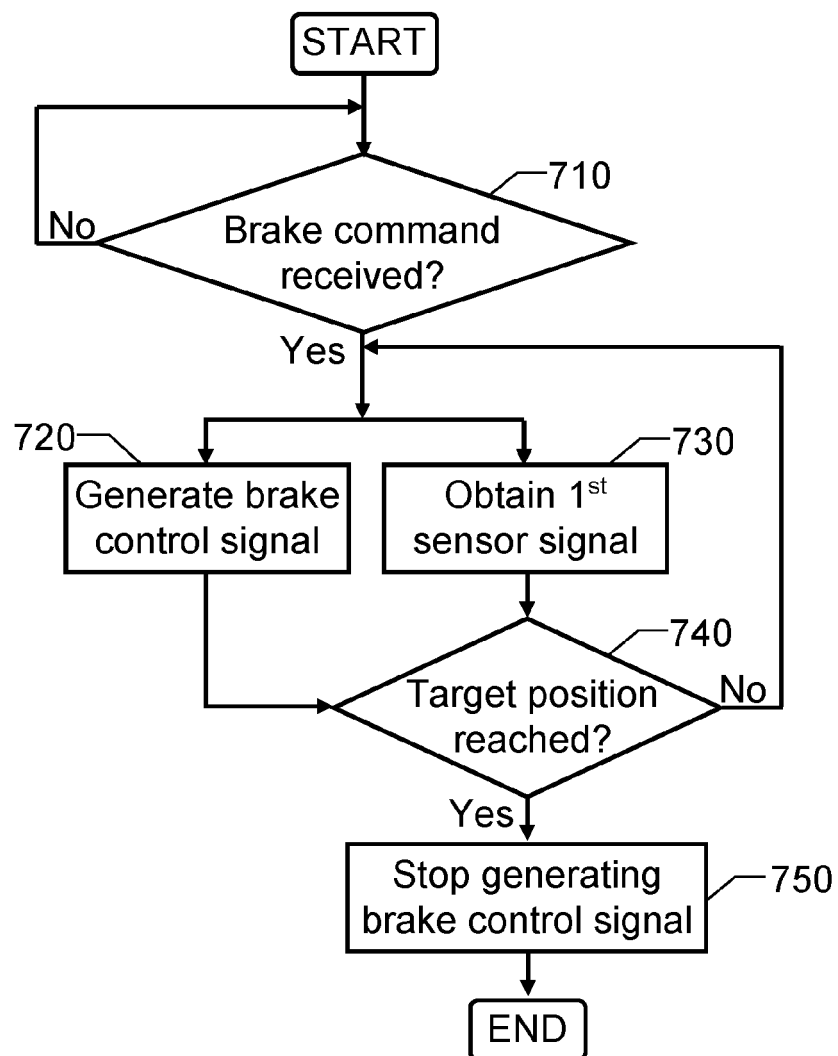 START
710
No
Brake command
received?
Yes
720
730
Generate brake
control signal
Obtain 1st
sensor signal
740
Target position
reached?
No
Yes
Stop generating
brake control signal
750
END